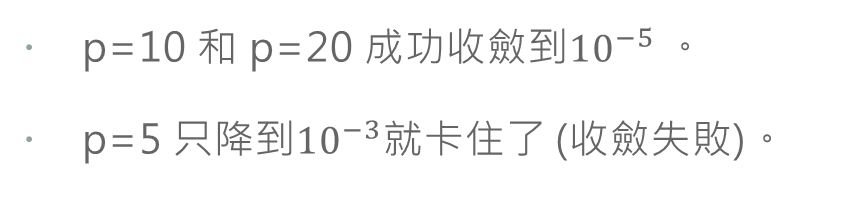 · p=10 和 p=20 成功收斂到10⁻⁵ 。
· p=5 只降到10⁻³就卡住了 (收斂失敗)。